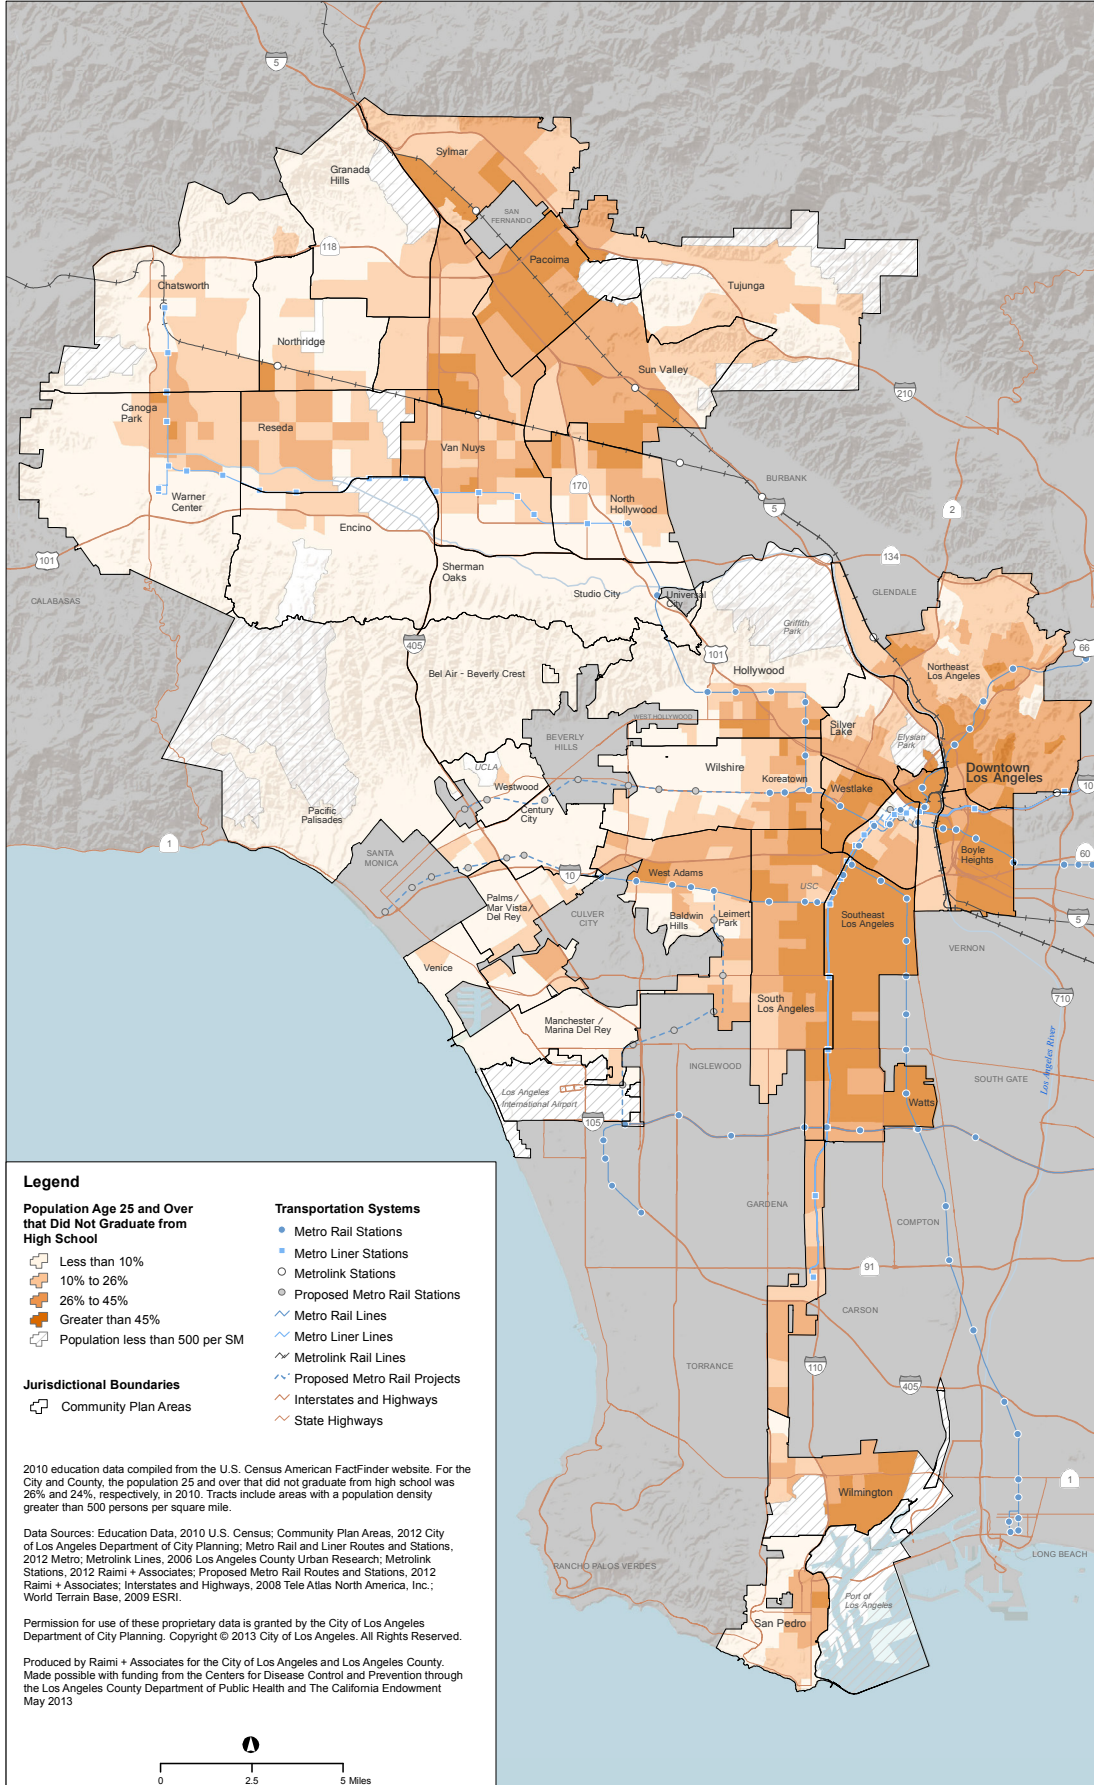 5
Sylmar
Granada
Hills
SAN
FERNANDO
118
Pacoima
Chatsworth
Tujunga
Northridge
Sun Valley
210
Canoga
Park
Reseda
Van Nuys
BURBANK
170
North
Hollywood
Warner
Center
5
2
Encino
101
134
Sherman
Oaks
GLENDALE
Studio City
Universal
City
CALABASAS
Griffith
Park
405
101
66
Hollywood
Northeast
Los Angeles
Bel Air - Beverly Crest
WEST HOLLYWOOD
Silver
Lake
BEVERLY
HILLS
Elysian
Park
UCLA
Wilshire
Downtown
Los Angeles
Koreatown
Westwood
Westlake
10
Century
City
Pacific
Palisades
1
SANTA
MONICA
Boyle
Heights
60
10
West Adams
USC
Palms/
Mar Vista/
Del Rey
CULVER
CITY
Baldwin
Hills
Leimert
Park
Southeast
Los Angeles
5
VERNON
Venice
710
South
Los Angeles
Manchester /
Marina Del Rey
Los Angeles River
INGLEWOOD
SOUTH GATE
Los Angeles
International Airport
Watts
105
GARDENA
COMPTON
91
CARSON
TORRANCE
110
405
1
Wilmington
LONG BEACH
RANCHO PALOS VERDES
Port of
Los Angeles
San Pedro
Legend
Population Age 25 and Over
that Did Not Graduate from
High School
Less than 10%
10% to 26%
26% to 45%
Greater than 45%
Population less than 500 per SM
Jurisdictional Boundaries
Community Plan Areas
Transportation Systems
Metro Rail Stations
Metro Liner Stations
Metrolink Stations
Proposed Metro Rail Stations
Metro Rail Lines
Metro Liner Lines
Metrolink Rail Lines
Proposed Metro Rail Projects
Interstates and Highways
State Highways
2010 education data compiled from the U.S. Census American FactFinder website. For the
City and County, the population 25 and over that did not graduate from high school was
26% and 24%, respectively, in 2010. Tracts include areas with a population density
greater than 500 persons per square mile.
Data Sources: Education Data, 2010 U.S. Census; Community Plan Areas, 2012 City
of Los Angeles Department of City Planning; Metro Rail and Liner Routes and Stations,
2012 Metro; Metrolink Lines, 2006 Los Angeles County Urban Research; Metrolink
Stations, 2012 Raimi + Associates; Proposed Metro Rail Routes and Stations, 2012
Raimi + Associates; Interstates and Highways, 2008 Tele Atlas North America, Inc.;
World Terrain Base, 2009 ESRI.
Permission for use of these proprietary data is granted by the City of Los Angeles
Department of City Planning. Copyright © 2013 City of Los Angeles. All Rights Reserved.
Produced by Raimi + Associates for the City of Los Angeles and Los Angeles County.
Made possible with funding from the Centers for Disease Control and Prevention through
the Los Angeles County Department of Public Health and The California Endowment
May 2013
0 2.5 5 Miles